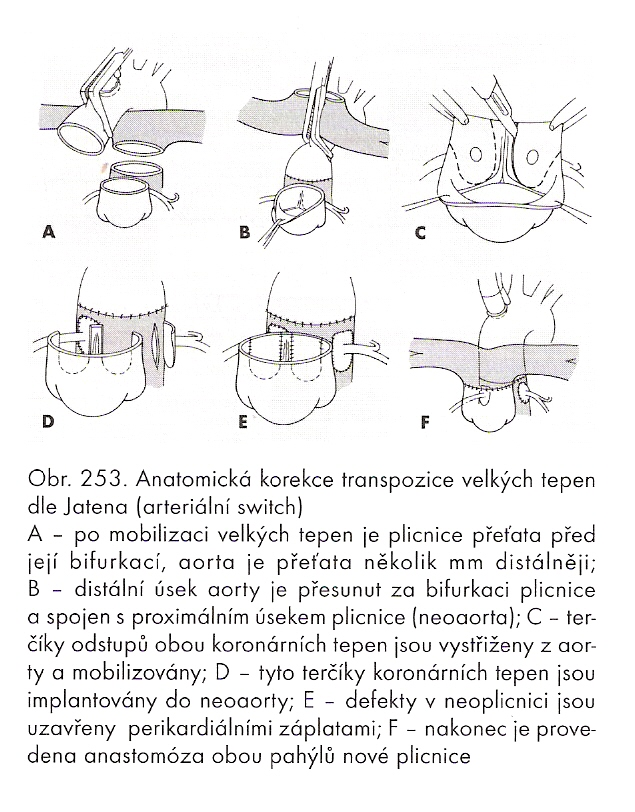 A
B
C
D
E
F
Obr. 253. Anatomická korekce transpozice velkých tepen
dle Jatena (arteriální switch)
A – po mobilizaci velkých tepen je plicnice přeťata před
její bifurkací, aorta je přeťata několik mm distálněji;
B – distální úsek aorty je přesunut za bifurkaci plicnice
a spojen s proximálním úsekem plicnice (neoaorta); C – ter-
číky odstupů obou koronárních tepen jsou vystřiženy z aor-
ty a mobilizovány; D – tyto terčíky koronárních tepen jsou
implantovány do neoaorty; E – defekty v neoplicnici jsou
uzavřeny perikardiálními záplatami; F – nakonec je prove-
dena anastomóza obou pahýlů nové plicnice